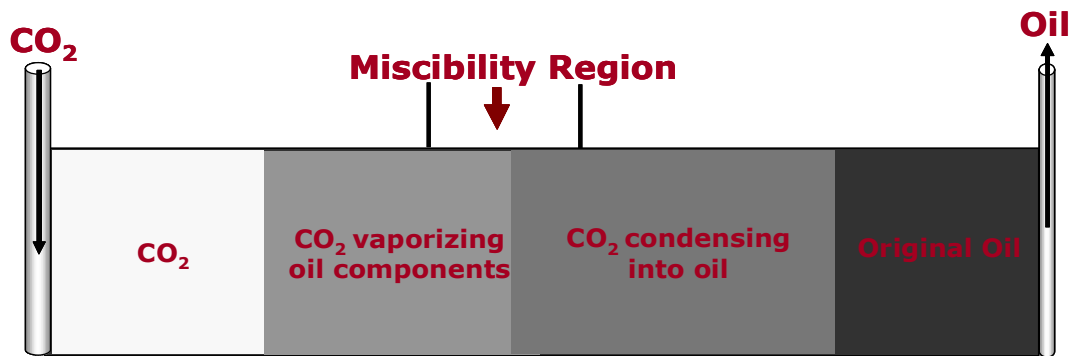 CO₂
Oil
Miscibility Region
CO₂
CO₂ vaporizing
oil components
CO₂ condensing
into oil
Original Oil